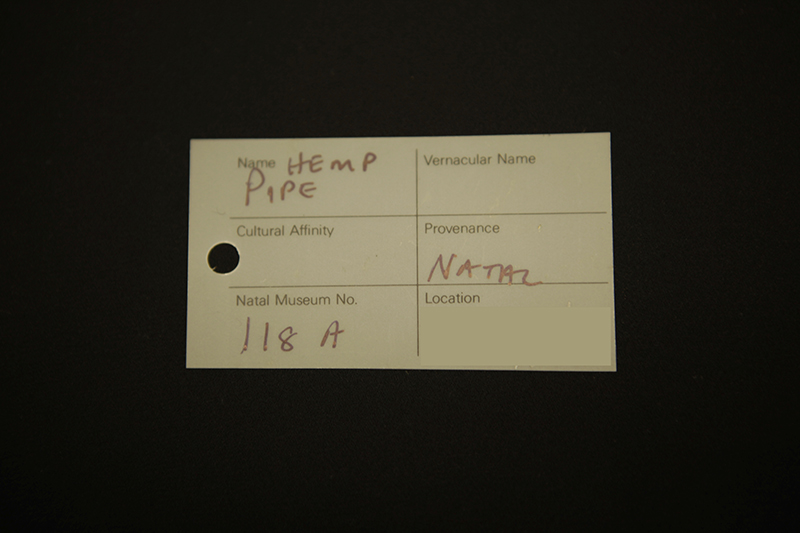 Name HEMP
PIPE
Vernacular Name
Cultural Affinity
Provenance
NATAL
Natal Museum No.
118 A
Location